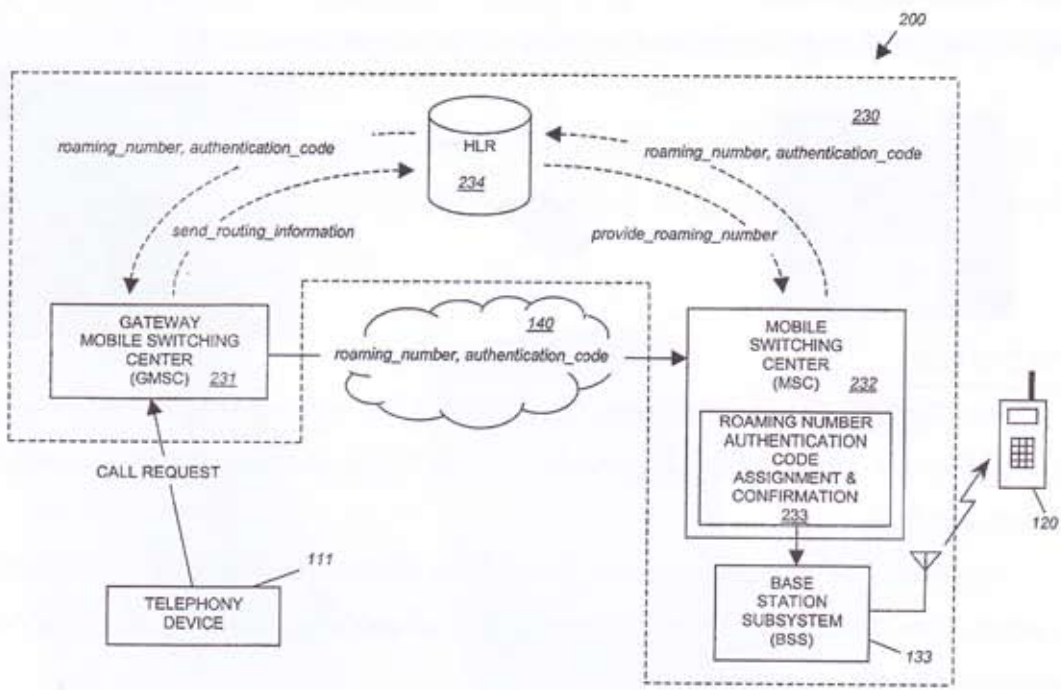 200
230
HLR
234
roaming_number, authentication_code
roaming_number, authentication_code
send_routing_information
provide_roaming_number
GATEWAY
MOBILE SWITCHING
CENTER
(GMSC) 231
140
roaming_number, authentication_code
MOBILE
SWITCHING
CENTER
(MSC) 232
ROAMING NUMBER
AUTHENTICATION
CODE
ASSIGNMENT &
CONFIRMATION
233
120
CALL REQUEST
111
TELEPHONY
DEVICE
BASE
STATION
SUBSYSTEM
(BSS)
133